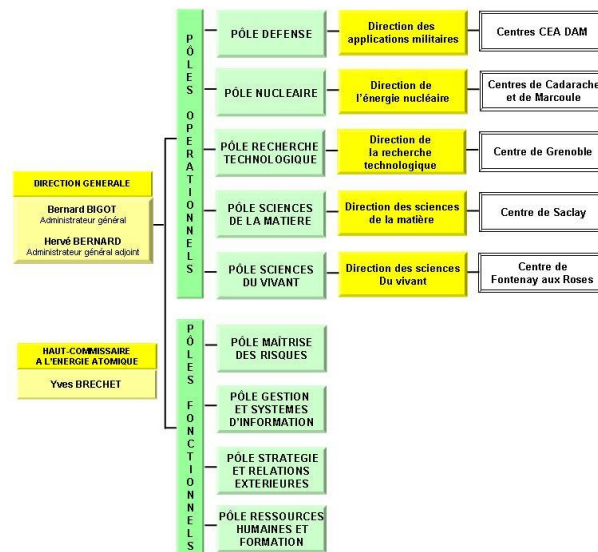 DIRECTION GENERALE
Bernard BIGOT
Administrateur général
Hervé BERNARD
Administrateur général adjoint
HAUT-COMMISSAIRE
A L'ENERGIE ATOMIQUE
Yves BRECHET
PÔLES OPERATIONNELS
PÔLE DEFENSE
Direction des
applications militaires
Centres CEA DAM
PÔLE NUCLEAIRE
Direction de
l'énergie nucléaire
Centres de Cadarache
et de Marcoule
PÔLE RECHERCHE
TECHNOLOGIQUE
Direction de
la recherche
technologique
Centre de Grenoble
PÔLE SCIENCES
DE LA MATIERE
Direction des sciences
de la matière
Centre de Saclay
PÔLE SCIENCES
DU VIVANT
Direction des sciences
Du vivant
Centre de
Fontenay aux Roses
PÔLES FONCTIONNELS
PÔLE MAÎTRISE
DES RISQUES
PÔLE GESTION
ET SYSTEMES
D'INFORMATION
PÔLE STRATEGIE
ET RELATIONS
EXTERIEURES
PÔLE RESSOURCES
HUMAINES ET
FORMATION